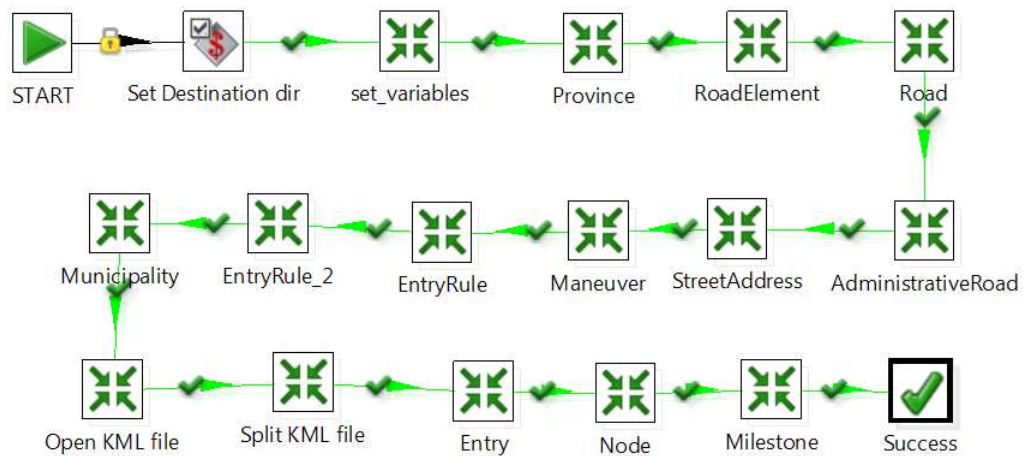 START
Set Destination dir
set_variables
Province
RoadElement
Road
Municipality
EntryRule_2
EntryRule
Maneuver
StreetAddress
AdministrativeRoad
Open KML file
Split KML file
Entry
Node
Milestone
Success